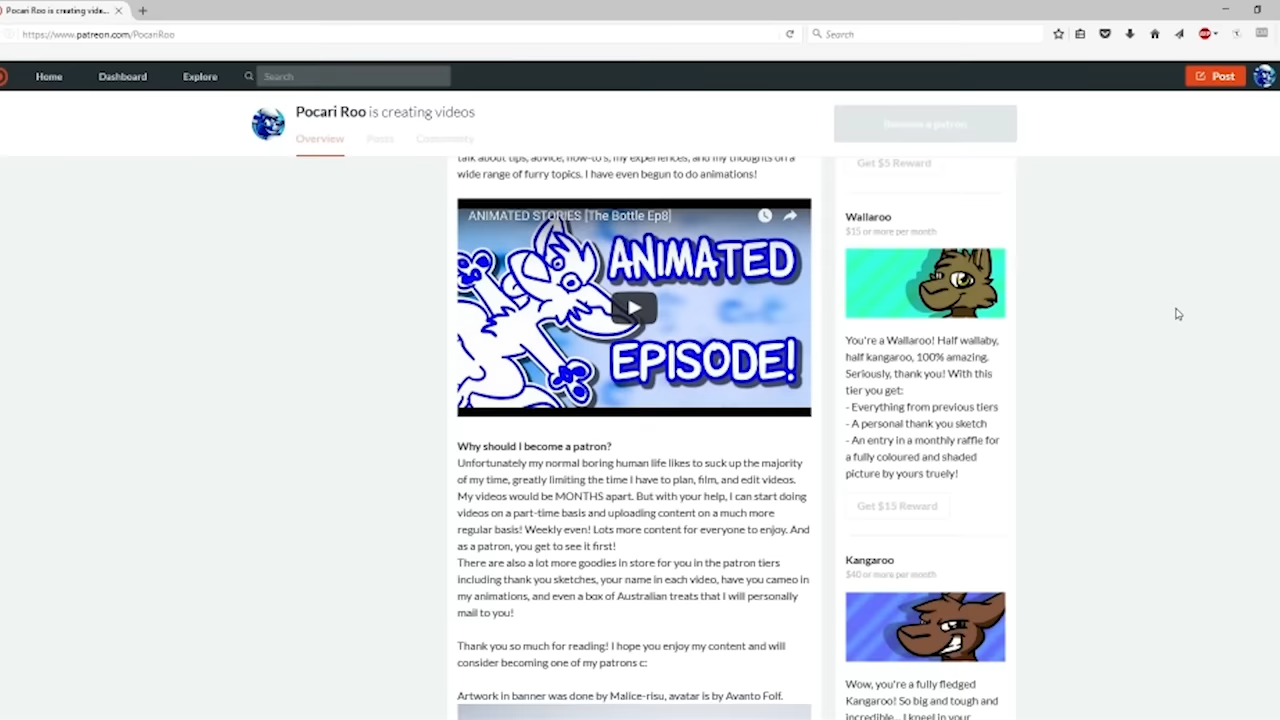 Pocari Roo is creating vide...
https://www.patreon.com/PocariRoo
Search
Home
Dashboard
Explore
Search
Post
Pocari Roo is creating videos
Become a patron
Overview
Posts
Community
talk about tips, advice, how-to's, my experiences, and my thoughts on a
wide range of furry topics. I have even begun to do animations!
ANIMATED STORIES [The Bottle Ep8]
ANIMATED
EPISODE!
Why should I become a patron?
Unfortunately my normal boring human life likes to suck up the majority
of my time, greatly limiting the time I have to plan, film, and edit videos.
My videos would be MONTHS apart. But with your help, I can start doing
videos on a part-time basis and uploading content on a much more
regular basis! Weekly even! Lots more content for everyone to enjoy. And
as a patron, you get to see it first!
There are also a lot more goodies in store for you in the patron tiers
including thank you sketches, your name in each video, have you cameo in
my animations, and even a box of Australian treats that I will personally
mail to you!
Thank you so much for reading! I hope you enjoy my content and will
consider becoming one of my patrons c:
Artwork in banner was done by Malice-risu, avatar is by Avanto Folf.
Get $5 Reward
Wallaroo
$15 or more per month
You're a Wallaroo! Half wallaby,
half kangaroo, 100% amazing.
Seriously, thank you! With this
tier you get:
- Everything from previous tiers
- A personal thank you sketch
- An entry in a monthly raffle for
a fully coloured and shaded
picture by yours truely!
Get $15 Reward
Kangaroo
$40 or more per month
Wow, you're a fully fledged
Kangaroo! So big and tough and
incredible... I kneel in your